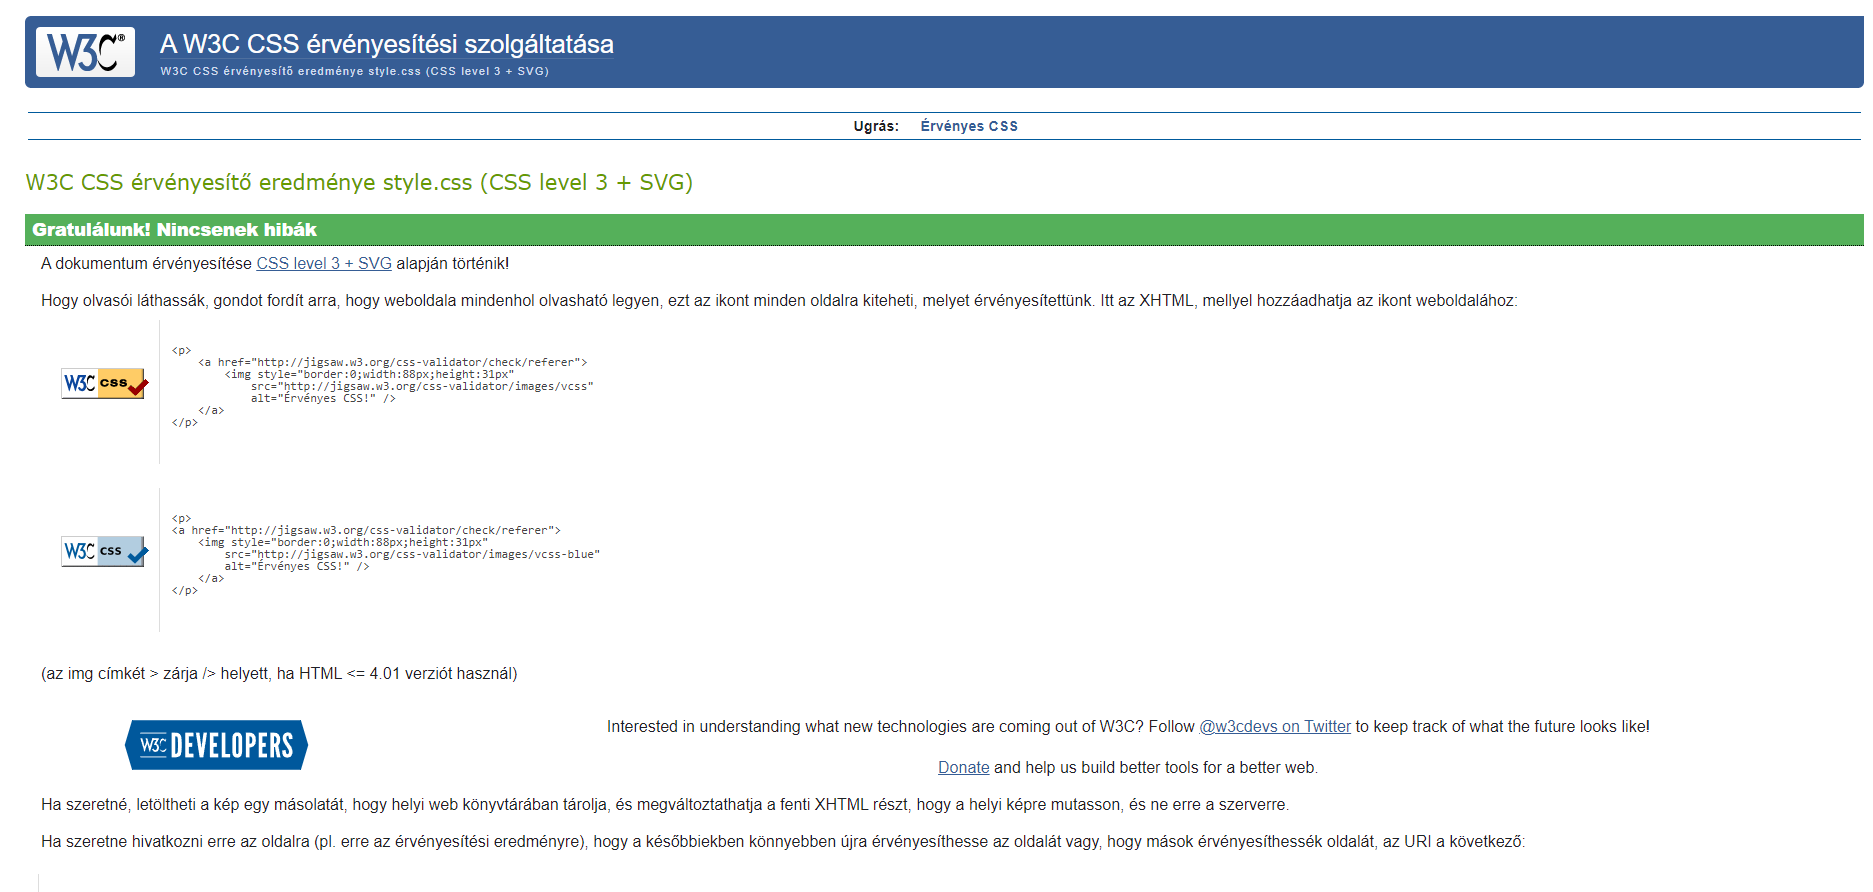 W3C®
A W3C CSS érvényesítési szolgáltatása
W3C CSS érvényesítő eredménye style.css (CSS level 3 + SVG)
Ugrás: Érvényes CSS
W3C CSS érvényesítő eredménye style.css (CSS level 3 + SVG)
Gratulálunk! Nincsenek hibák
A dokumentum érvényesítése CSS level 3 + SVG alapján történik!
Hogy olvasói láthassák, gondot fordít arra, hogy weboldala mindenhol olvasható legyen, ezt az ikont minden oldalra kiteheti, melyet érvényesítettünk. Itt az XHTML, mellyel hozzáadhatja az ikont weboldalához:
W3C css
<p>
<a href="http://jigsaw.w3.org/css-validator/check/referer">
<img style="border:0;width:88px;height:31px"
src="http://jigsaw.w3.org/css-validator/images/vcss"
alt="Érvényes CSS!" />
</a>
</p>
W3C css
<p>
<a href="http://jigsaw.w3.org/css-validator/check/referer">
<img style="border:0;width:88px;height:31px"
src="http://jigsaw.w3.org/css-validator/images/vcss-blue"
alt="Érvényes CSS!" />
</a>
</p>
(az img címkét > zárja /> helyett, ha HTML <= 4.01 verziót használ)
W3C DEVELOPERS
Interested in understanding what new technologies are coming out of W3C? Follow @w3cdevs on Twitter to keep track of what the future looks like!
Donate and help us build better tools for a better web.
Ha szeretné, letöltheti a kép egy másolatát, hogy helyi web könyvtárában tárolja, és megváltoztathatja a fenti XHTML részt, hogy a helyi képre mutasson, és ne erre a szerverre.
Ha szeretne hivatkozni erre az oldalra (pl. erre az érvényesítési eredményre), hogy a későbbiekben könnyebben újra érvényesíthesse az oldalát vagy, hogy mások érvényesíthessék oldalát, az URI a következő: